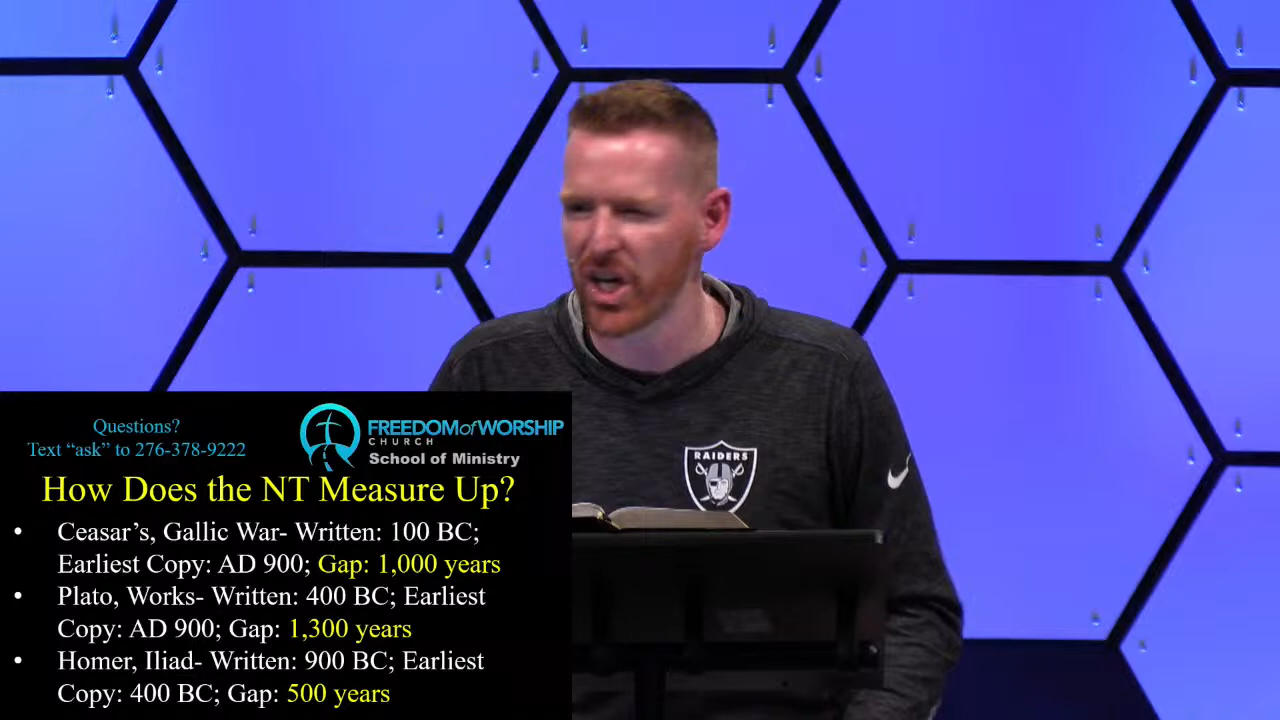 Questions?
Text “ask” to 276-378-9222
FREEDOMofWORSHIP
CHURCH
School of Ministry
How Does the NT Measure Up?
• Ceasar’s, Gallic War- Written: 100 BC;
Earliest Copy: AD 900; Gap: 1,000 years
• Plato, Works- Written: 400 BC; Earliest
Copy: AD 900; Gap: 1,300 years
• Homer, Iliad- Written: 900 BC; Earliest
Copy: 400 BC; Gap: 500 years
RAIDERS